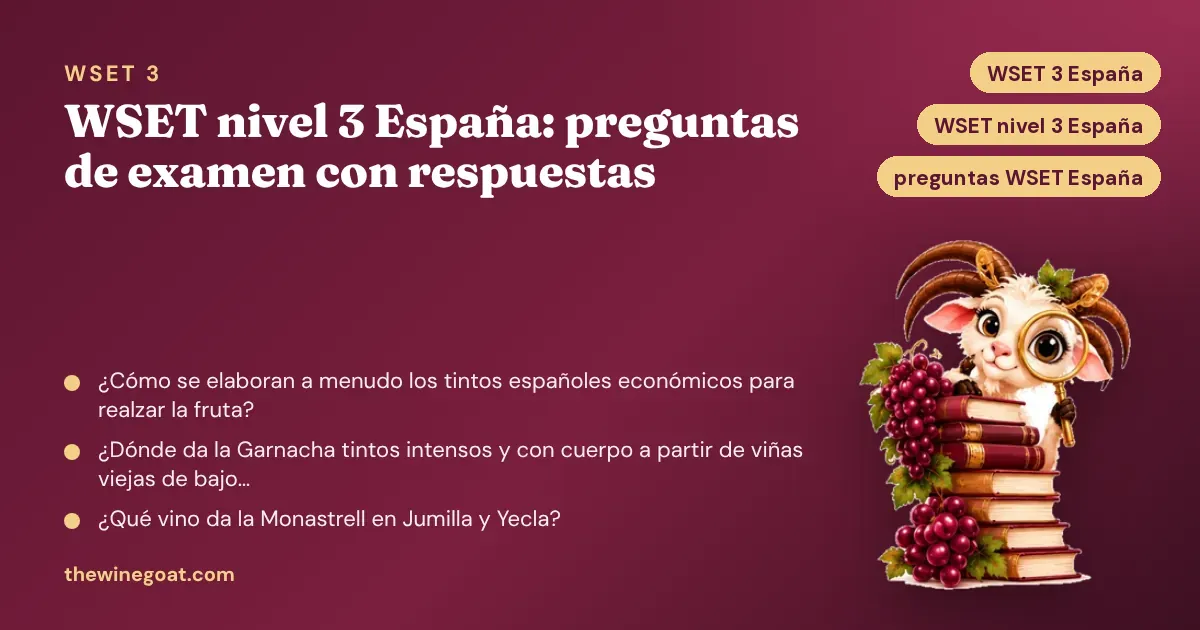 WSET 3
WSET nivel 3 España: preguntas
de examen con respuestas
WSET 3 España
WSET nivel 3 España
preguntas WSET España
¿Cómo se elaboran a menudo los tintos españoles económicos para
realzar la fruta?
¿Dónde da la Garnacha tintos intensos y con cuerpo a partir de viñas
viejas de bajo...
¿Qué vino da la Monastrell en Jumilla y Yecla?
thewinegoat.com